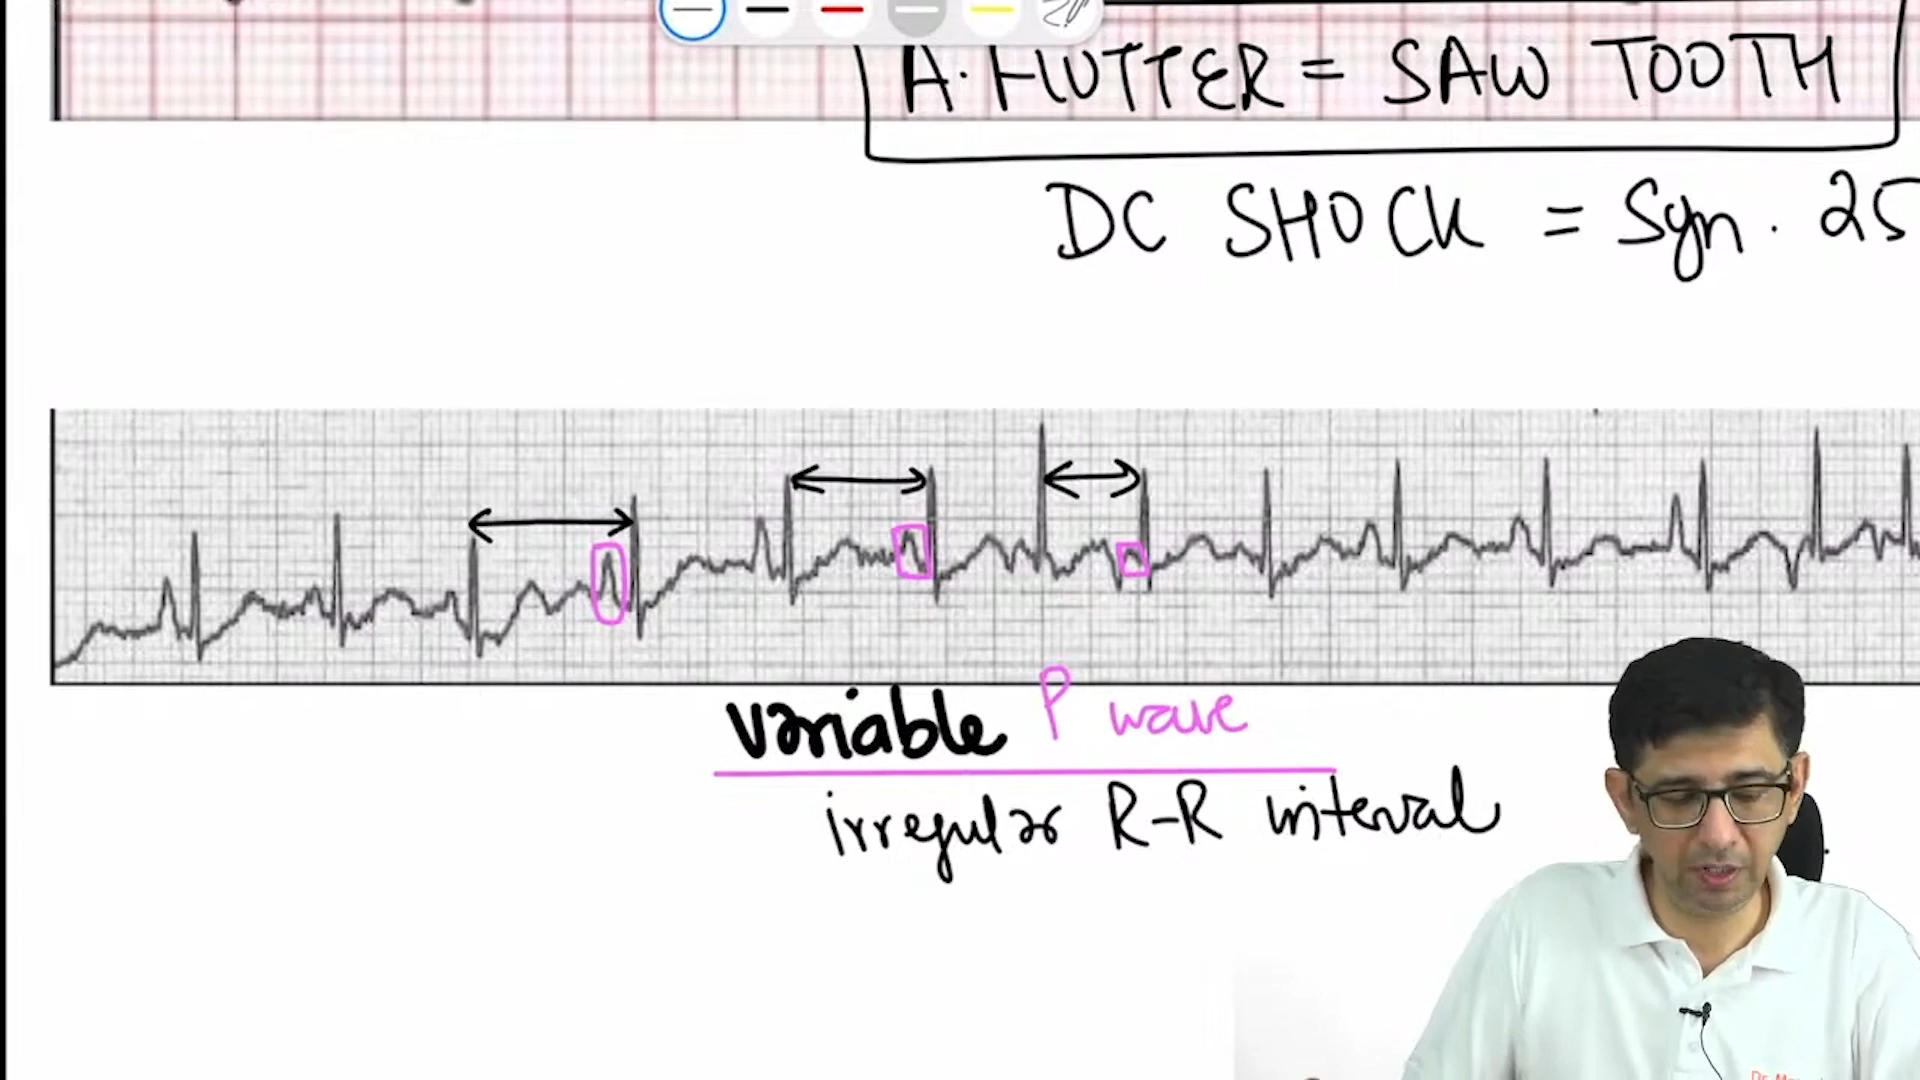 A. FLUTTER = SAW TOOTH
DC SHOCK = Syn. 25
variable P wave
irregular R-R interval